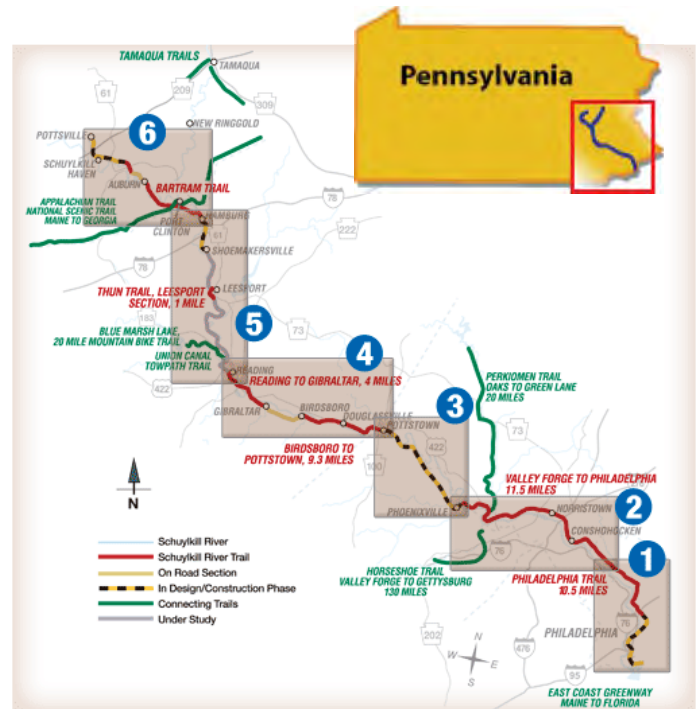 TAMAQUA TRAILS
TAMAQUA
61
209
309
Pennsylvania
6
NEW RINGGOLD
POTTSVILLE
SCHUYLKILL
HAVEN
AUBURN
BARTRAM TRAIL
78
APPALACHIAN TRAIL
NATIONAL SCENIC TRAIL
MAINE TO GEORGIA
PORT
CLINTON
HAMBURG
61
222
SHOEMAKERSVILLE
78
THUN TRAIL, LEESPORT
SECTION, 1 MILE
LEESPORT
183
5
73
BLUE MARSH LAKE,
20 MILE MOUNTAIN BIKE TRAIL
UNION CANAL
TOWPATH TRAIL
4
READING
READING TO GIBRALTAR, 4 MILES
422
GIBRALTAR
BIRDSBORO
DOUGLASSVILLE
POTTSTOWN
3
PERKIOMEN TRAIL
OAKS TO GREEN LANE
20 MILES
BIRDSBORO TO
POTTSTOWN, 9.3 MILES
422
73
100
N
VALLEY FORGE TO PHILADELPHIA
11.5 MILES
PHOENIXVILLE
NORRISTOWN
2
CONSHOHOCKEN
76
1
HORSESHOE TRAIL
VALLEY FORGE TO GETTYSBURG
130 MILES
PHILADELPHIA TRAIL
10.5 MILES
Schuylkill River
Schuylkill River Trail
On Road Section
In Design/Construction Phase
Connecting Trails
Under Study
76
PHILADELPHIA
202
N
W
E
S
476
95
EAST COAST GREENWAY
MAINE TO FLORIDA